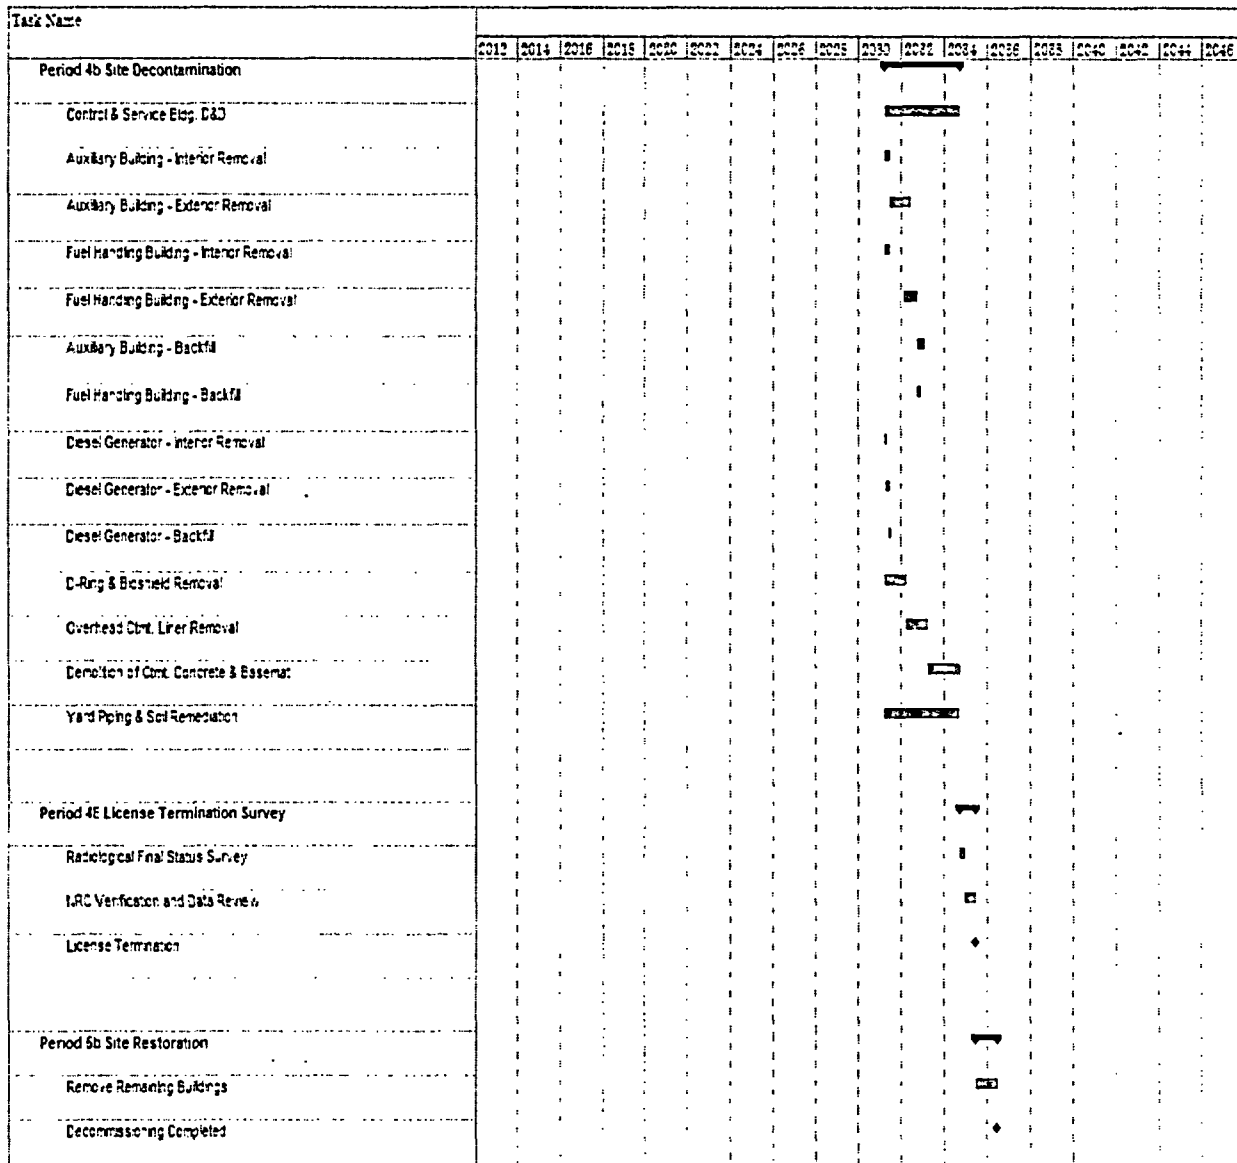 Task Name
2012 2014 2016 2018 2020 2022 2024 2026 2028 2030 2032 2034 2036 2038 2040 2042 2044 2046
Period 4b Site Decontamination
Control & Service Bldg. D&D
Auxiliary Building - Interior Removal
Auxiliary Building - Exterior Removal
Fuel Handling Building - Interior Removal
Fuel Handling Building - Exterior Removal
Auxiliary Building - Backfill
Fuel Handling Building - Backfill
Diesel Generator - Interior Removal
Diesel Generator - Exterior Removal
Diesel Generator - Backfill
D-Ring & Bioshield Removal
Overhead Ctmt. Liner Removal
Demolition of Ctmt. Concrete & Basemat
Yard Piping & Soil Remediation
Period 4E License Termination Survey
Radiological Final Status Survey
NRC Verification and Data Review
License Termination
Period 5b Site Restoration
Remove Remaining Buildings
Decommissioning Completed